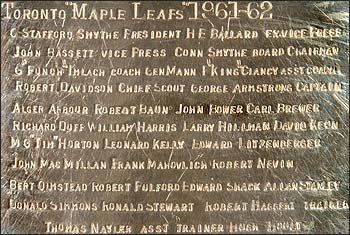 Toronto "Maple Leafs" 1961-62
C Stafford Smythe President H E Ballard Ex Vice Press
John Bassett Vice Press Conn Smythe Board Chairman
G "Punch" Imlach Coach Gen Mann F "King" Clancy Asst
Robert Davidson Chief Scout George Armstrong Captain
Alger Arbour Robert Baun John Bower Carl Brewer
Richard Duff William Harris Larry Hillman David Keon
M G Tim Horton Leonard Kelly Edward Litzenberger
John Mac Millan Frank Mahovlich Robert Nevin
Bert Olmstead Robert Pulford Edward Shack Allan Stanley
Donald Simmons Ronald Stewart Robert Haggert Trainer
Thomas Nayler Asst Trainer Hugh